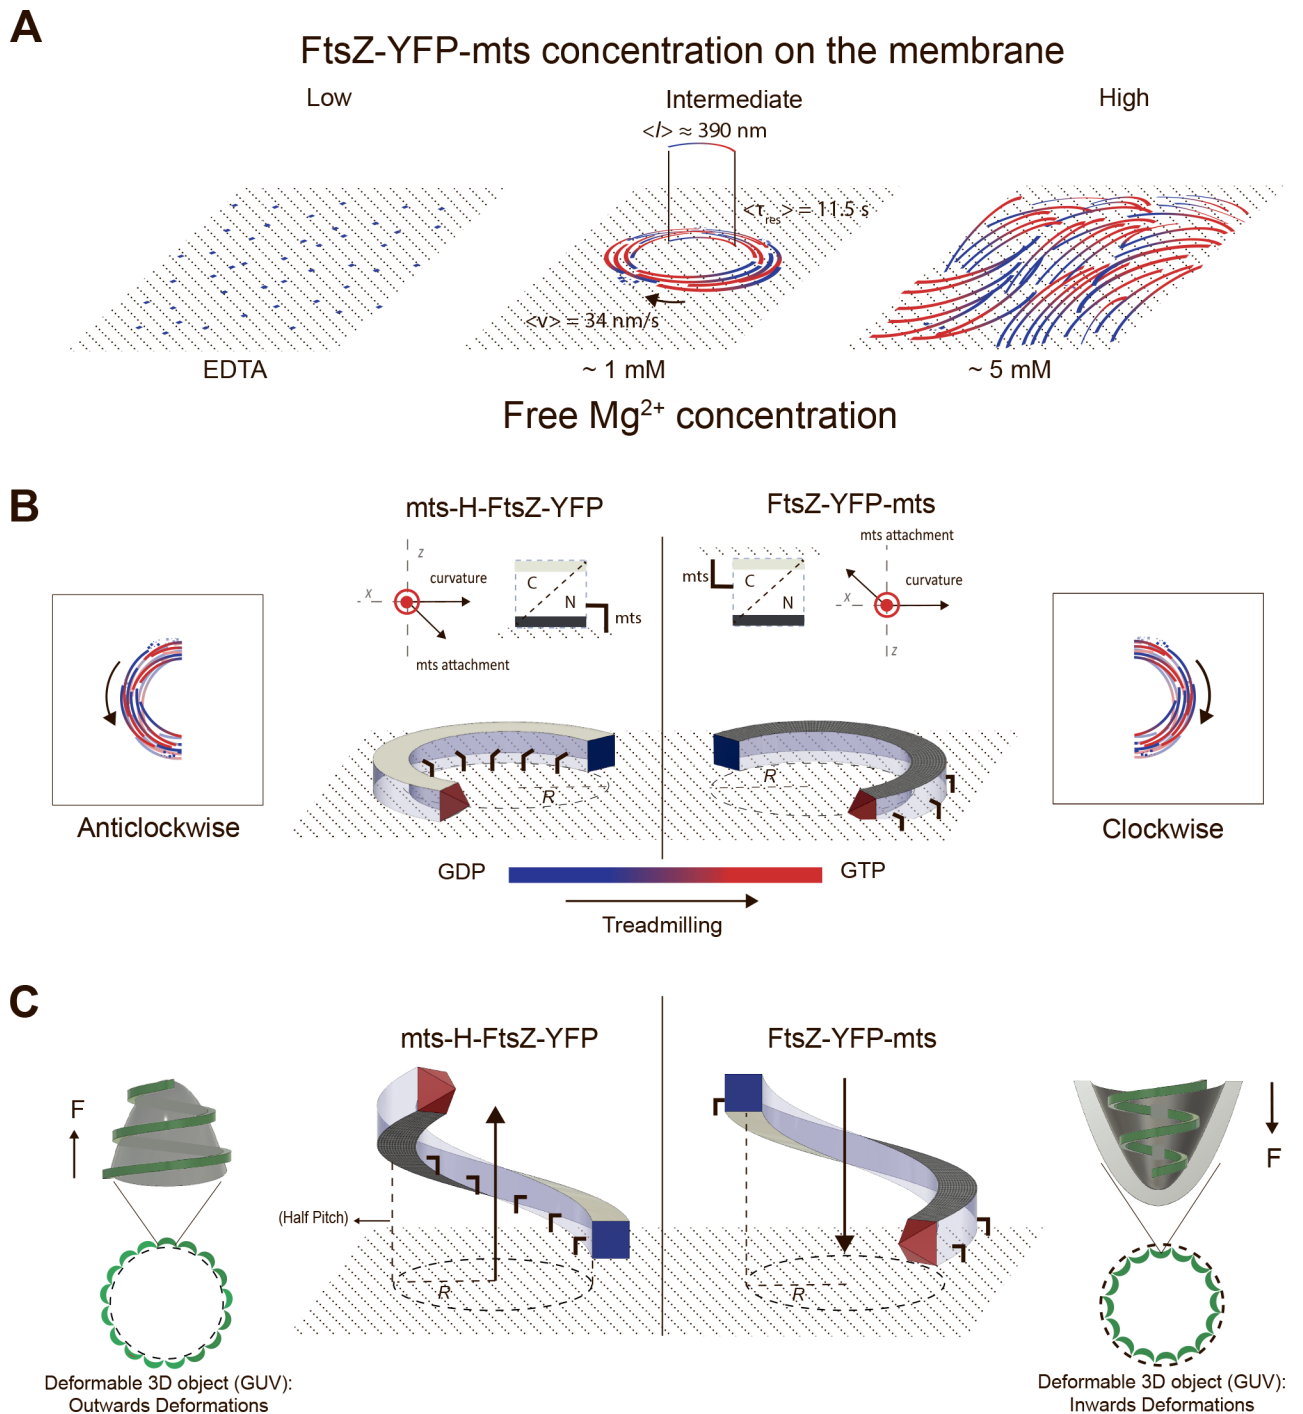 A
FtsZ-YFP-mts concentration on the membrane
Low
Intermediate
High
<l> ≈ 390 nm
<τres> = 11.5 s
<v> = 34 nm/s
EDTA
~ 1 mM
~ 5 mM
Free Mg2+ concentration
B
mts-H-FtsZ-YFP
FtsZ-YFP-mts
z
x
curvature
mts attachment
C
N
mts
mts
C
N
mts attachment
x
curvature
z
R
R
Anticlockwise
Clockwise
GDP
GTP
Treadmilling
C
mts-H-FtsZ-YFP
FtsZ-YFP-mts
F
F
(Half Pitch)
R
R
Deformable 3D object (GUV):
Outwards Deformations
Deformable 3D object (GUV):
Inwards Deformations